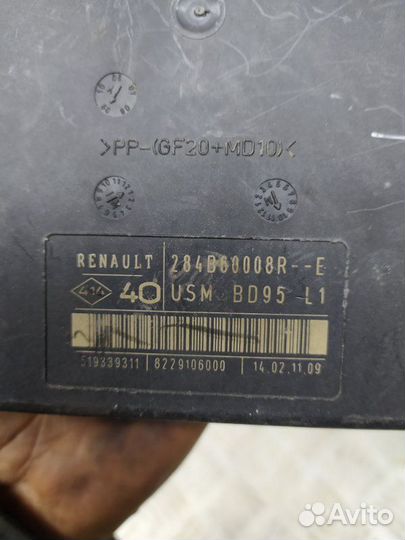 >PP-(GF20+MD10)<
RENAULT 284B60008R--E
40 USM BD95 L1
519339311 8229106000 14.02.11.09
Avito